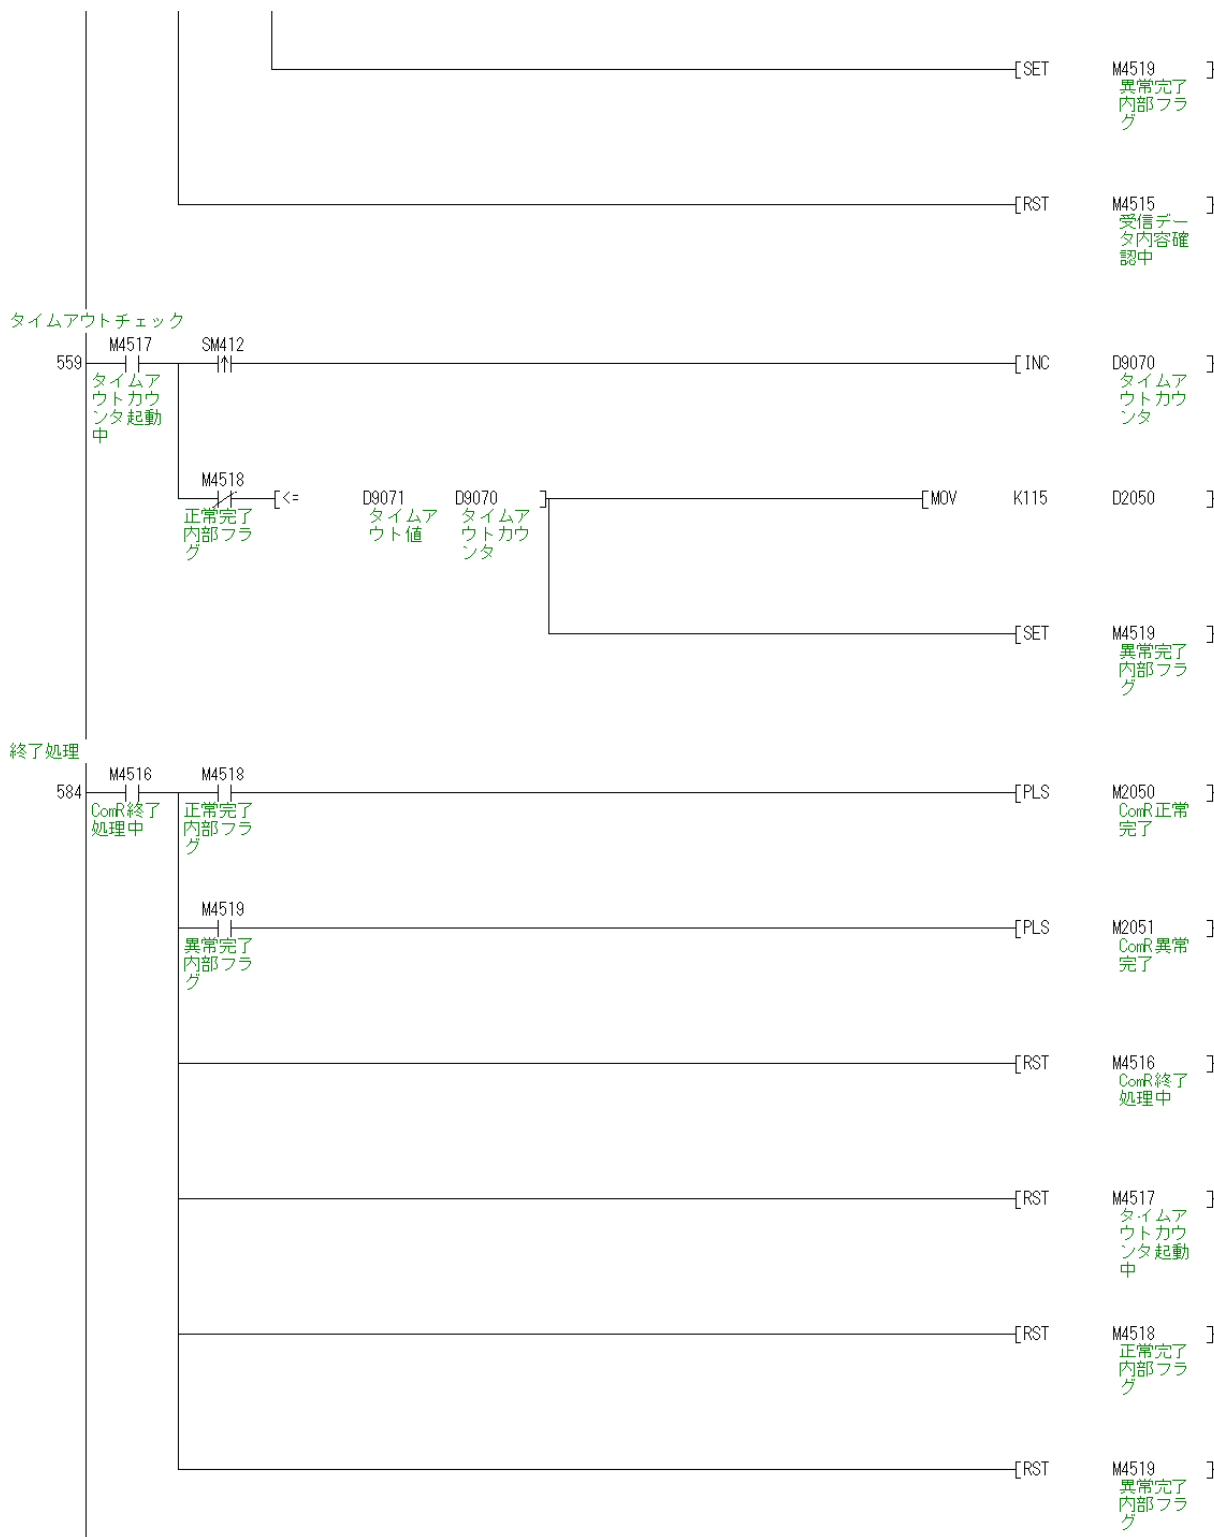 [SET M4519 ]
異常完了
内部フラ
グ
[RST M4515 ]
受信デー
タ内容確
認中
タイムアウトチェック
M4517 SM412
559 [INC D9070 ]
タイムア
ウトカウ
ンタ起動
中
タイムア
ウトカウ
ンタ
M4518
[<= D9071 D9070 ] [MOV K115 D2050 ]
正常完了
内部フラ
グ
タイムア
ウト値
タイムア
ウトカウ
ンタ
[SET M4519 ]
異常完了
内部フラ
グ
終了処理
M4516 M4518
584 [PLS M2050 ]
ComR終了
処理中
正常完了
内部フラ
グ
ComR正常
完了
M4519
[PLS M2051 ]
異常完了
内部フラ
グ
ComR異常
完了
[RST M4516 ]
ComR終了
処理中
[RST M4517 ]
タイムア
ウトカウ
ンタ起動
中
[RST M4518 ]
正常完了
内部フラ
グ
[RST M4519 ]
異常完了
内部フラ
グ